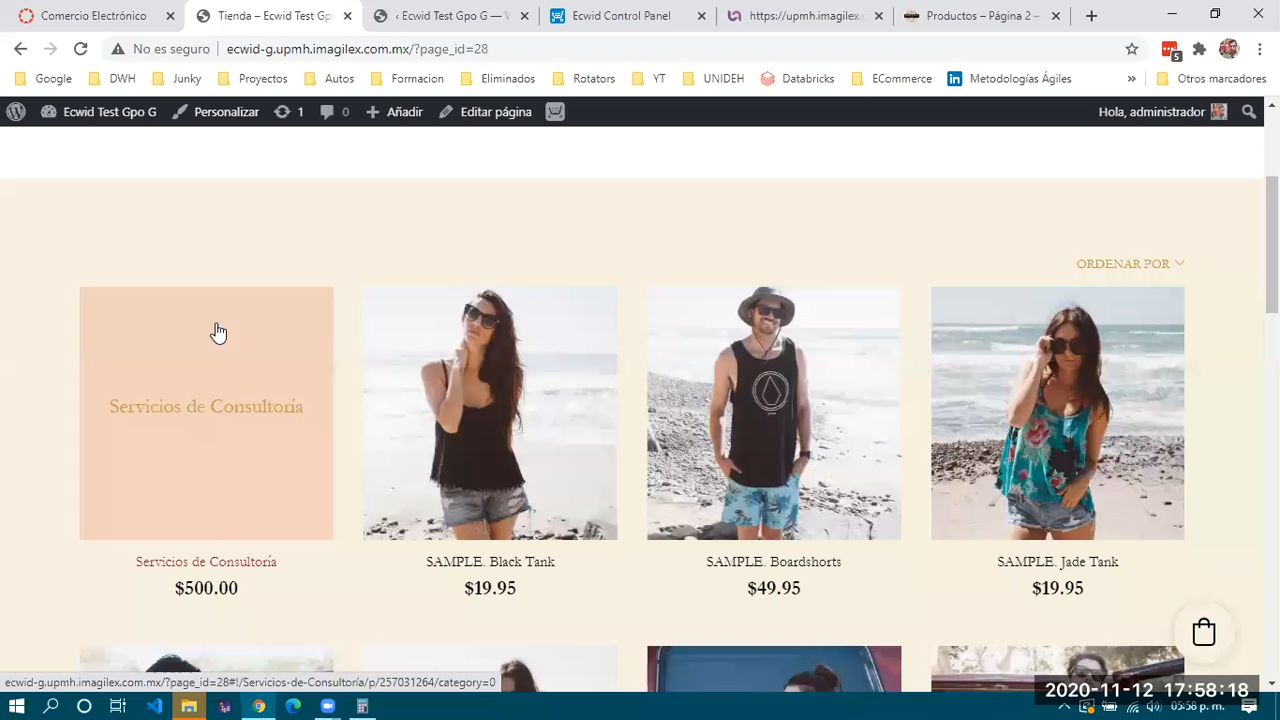 Comercio Electrónico
Tienda – Ecwid Test Gp
‹ Ecwid Test Gpo G — V
Ecwid Control Panel
https://upmh.imagilex.c
Productos – Página 2 –
No es seguro
ecwid-g.upmh.imagilex.com.mx/?page_id=28
5
Google
DWH
Junky
Proyectos
Autos
Formacion
Eliminados
Rotators
YT
UNIDEH
Databricks
ECommerce
Metodologías Ágiles
»
Otros marcadores
Ecwid Test Gpo G
Personalizar
1
0
Añadir
Editar página
Hola, administrador
ORDENAR POR
Servicios de Consultoría
Servicios de Consultoría
SAMPLE. Black Tank
SAMPLE. Boardshorts
SAMPLE. Jade Tank
$500.00
$19.95
$49.95
$19.95
ecwid-g.upmh.imagilex.com.mx/?page_id=28#!/Servicios-de-Consultoría/p/257031264/category=0
2020-11-12 17:58:18
05:58 p. m.